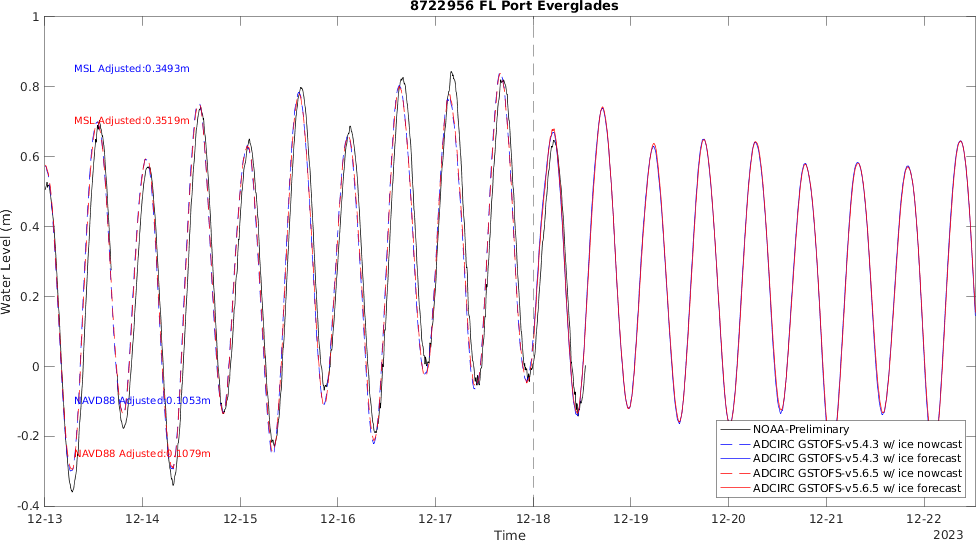 8722956 FL Port Everglades
1
0.8
0.6
0.4
0.2
0
-0.2
-0.4
Water Level (m)
MSL Adjusted:0.3493m
MSL Adjusted:0.3519m
NAVD88 Adjusted:0.1053m
NAVD88 Adjusted:0.1079m
NOAA-Preliminary
ADCIRC GSTOFS-v5.4.3 w/ ice nowcast
ADCIRC GSTOFS-v5.4.3 w/ ice forecast
ADCIRC GSTOFS-v5.6.5 w/ ice nowcast
ADCIRC GSTOFS-v5.6.5 w/ ice forecast
12-13 12-14 12-15 12-16 12-17 12-18 12-19 12-20 12-21 12-22
Time
2023